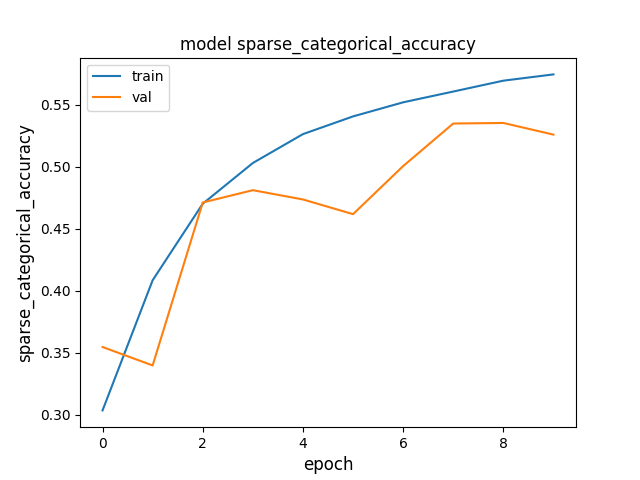 model sparse_categorical_accuracy
train
val
sparse_categorical_accuracy
0.55
0.50
0.45
0.40
0.35
0.30
0 2 4 6 8
epoch